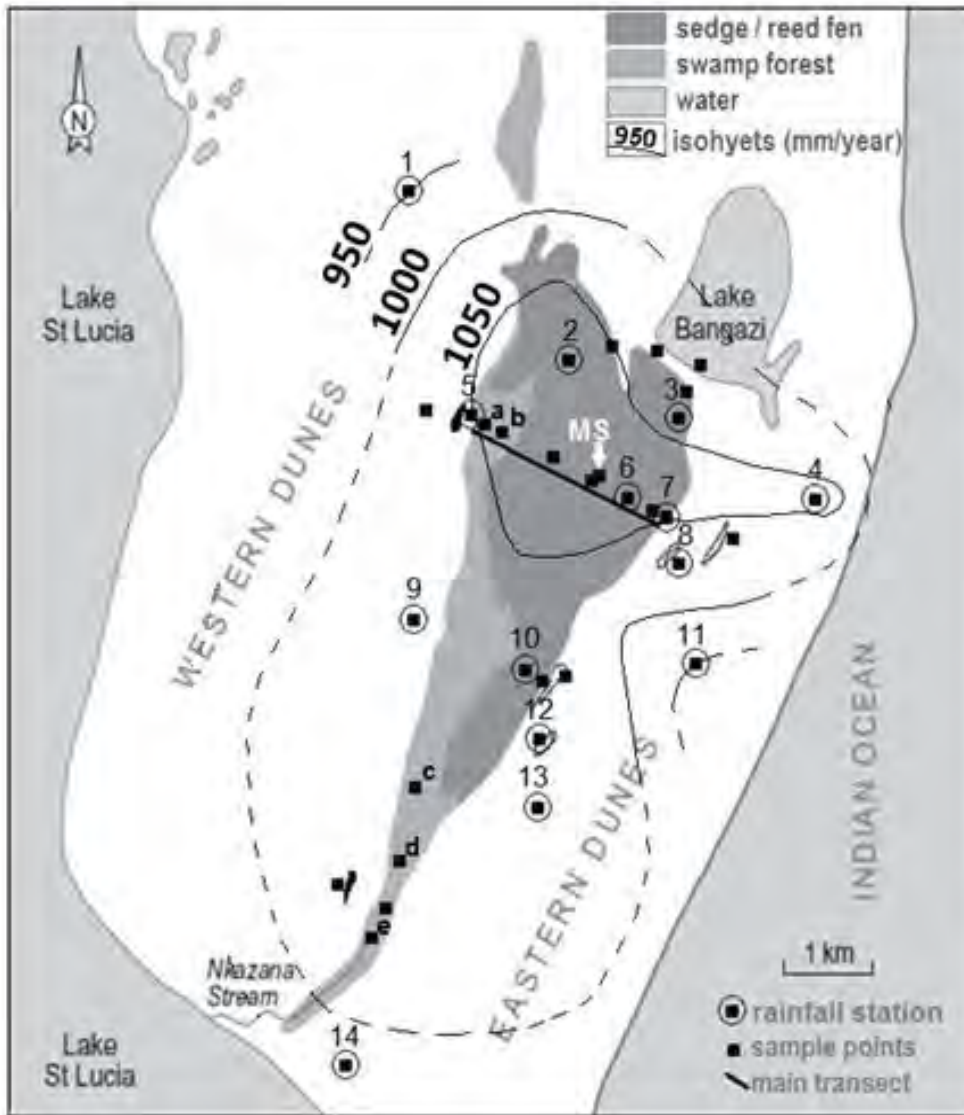 sedge / reed fen
swamp forest
water
950 isohyets (mm/year)
N
1
950
1000
1050
Lake
St Lucia
Lake
Bangazi
2
3
5
a
b
MS
4
6
7
8
WESTERN DUNES
9
10
11
12
13
c
d
e
EASTERN DUNES
INDIAN OCEAN
1 km
Nkazana
Stream
14
Lake
St Lucia
rainfall station
sample points
main transect